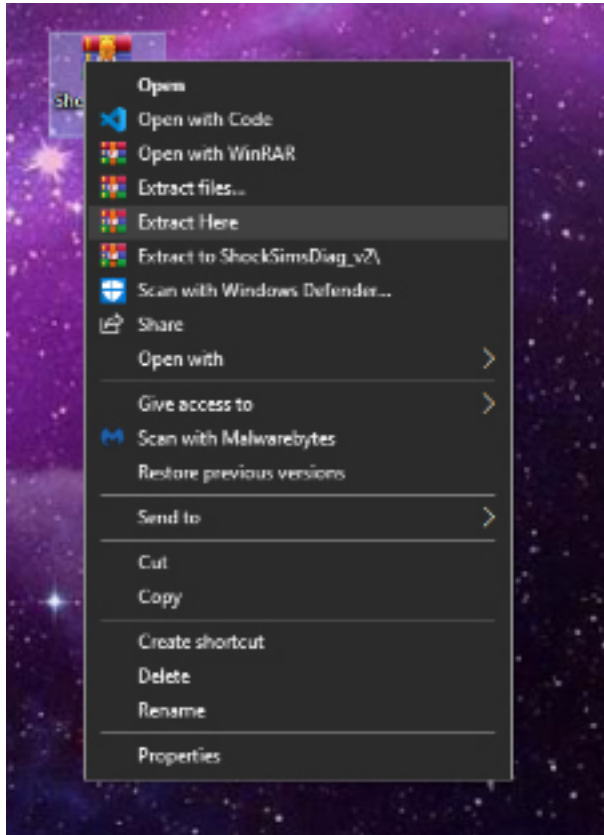 Sho
Open
Open with Code
Open with WinRAR
Extract files...
Extract Here
Extract to ShockSimsDiag_v2\
Scan with Windows Defender...
Share
Open with
Give access to
Scan with Malwarebytes
Restore previous versions
Send to
Cut
Copy
Create shortcut
Delete
Rename
Properties